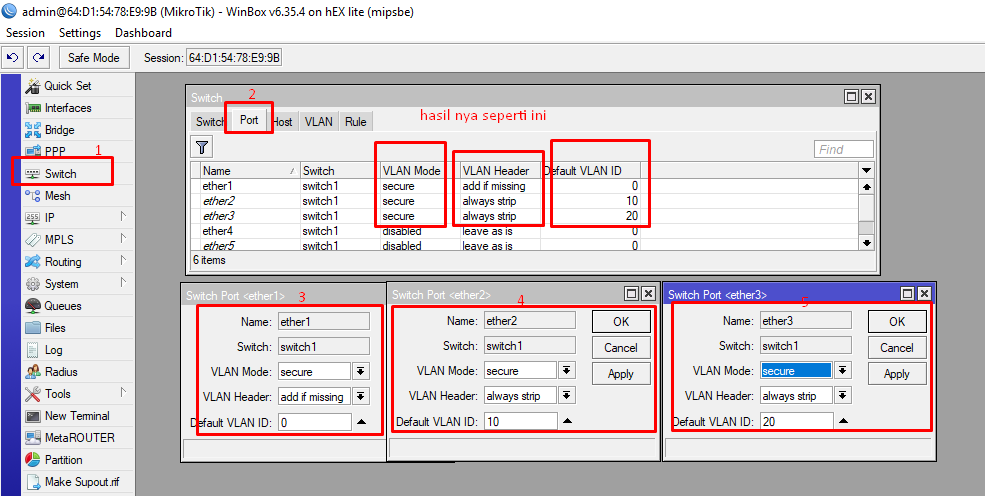 admin@64:D1:54:78:E9:9B (MikroTik) - WinBox v6.35.4 on hEX lite (mipsbe)
Session Settings Dashboard
Safe Mode Session: 64:D1:54:78:E9:9B
Quick Set
Interfaces
Bridge
PPP
1
Switch
Mesh
IP
MPLS
Routing
System
Queues
Files
Log
Radius
Tools
New Terminal
MetaROUTER
Partition
Make Supout.rif
Switch
2
hasil nya seperti ini
Switch Port Host VLAN Rule
Find
Name Switch VLAN Mode VLAN Header Default VLAN ID
ether1 switch1 secure add if missing 0
ether2 switch1 secure always strip 10
ether3 switch1 secure always strip 20
ether4 switch1 disabled leave as is 0
ether5 switch1 disabled leave as is 0
6 items
Switch Port <ether1> 3
Name: ether1
Switch: switch1
VLAN Mode: secure
VLAN Header: add if missing
Default VLAN ID: 0
Switch Port <ether2> 4
Name: ether2 OK
Switch: switch1 Cancel
VLAN Mode: secure Apply
VLAN Header: always strip
Default VLAN ID: 10
Switch Port <ether3>
5
Name: ether3 OK
Switch: switch1 Cancel
VLAN Mode: secure Apply
VLAN Header: always strip
Default VLAN ID: 20